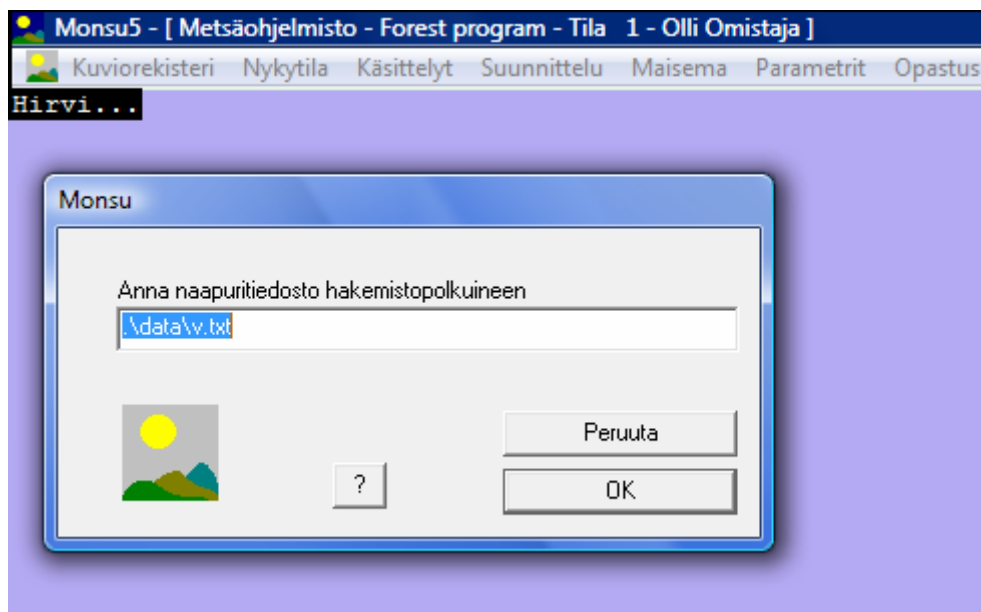 Monsu5 - [ Metsäohjelmisto - Forest program - Tila 1 - Olli Omistaja ]
Kuviorekisteri Nykytila Käsittelyt Suunnittelu Maisema Parametrit Opastus
Hirvi...
Monsu
Anna naapuritiedosto hakemistopolkuineen
.\data\v.txt
Peruuta
?
OK